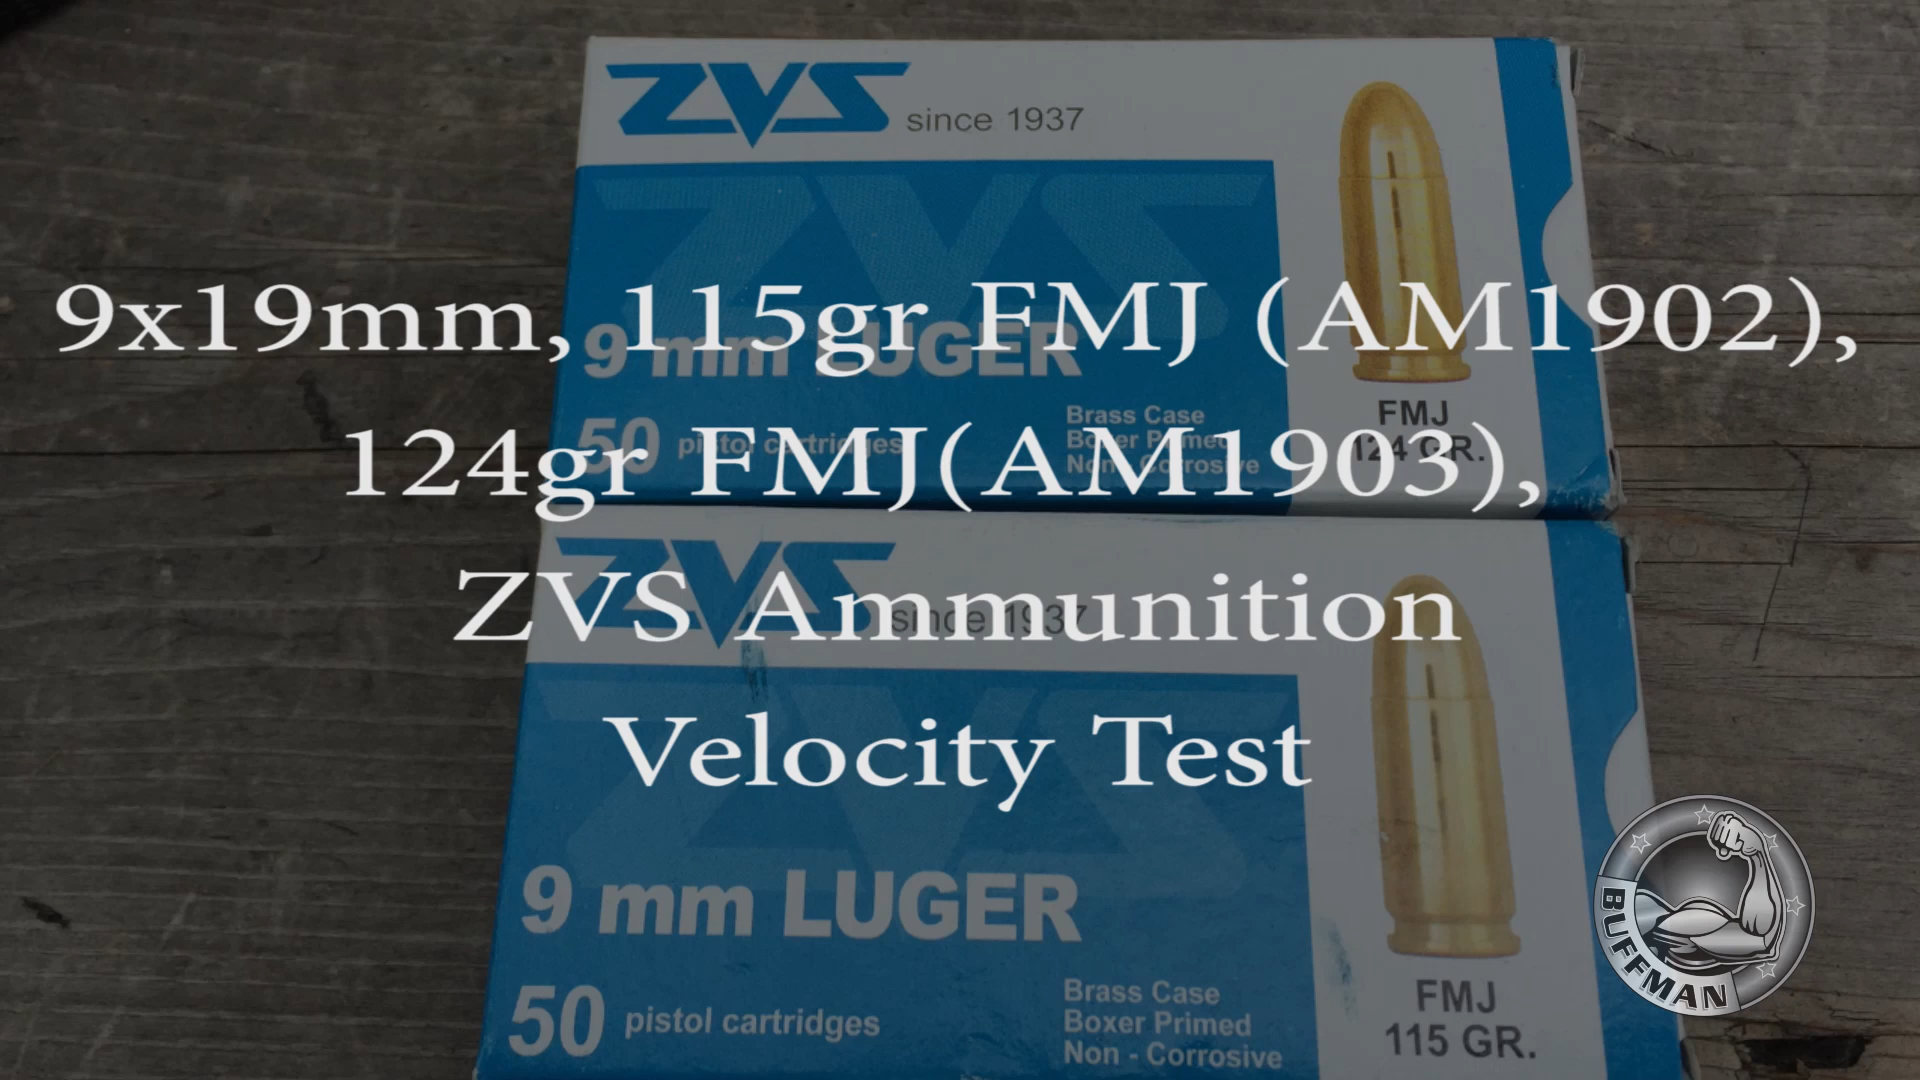 ZVS since 1937
9x19mm, 115gr FMJ (AM1902),
9 mm LUGER
FMJ
124 GR.
Brass Case
Boxer Primed
Non - Corrosive
50 pistol cartridges
124gr FMJ(AM1903),
ZVS since 1937
ZVS Ammunition
Velocity Test
9 mm LUGER
50 pistol cartridges
Brass Case
Boxer Primed
Non - Corrosive
FMJ
115 GR.
BUFFMAN